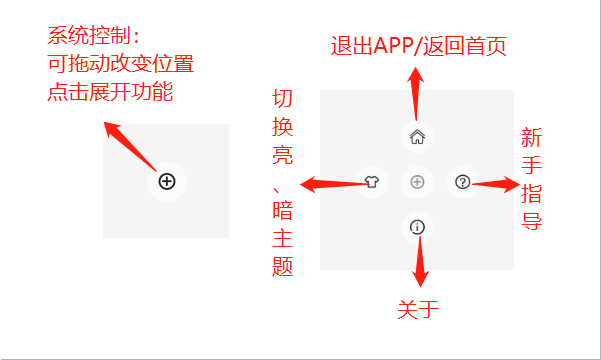 系统控制：
可拖动改变位置
点击展开功能
退出APP/返回首页
切换亮、暗主题
新手指导
关于